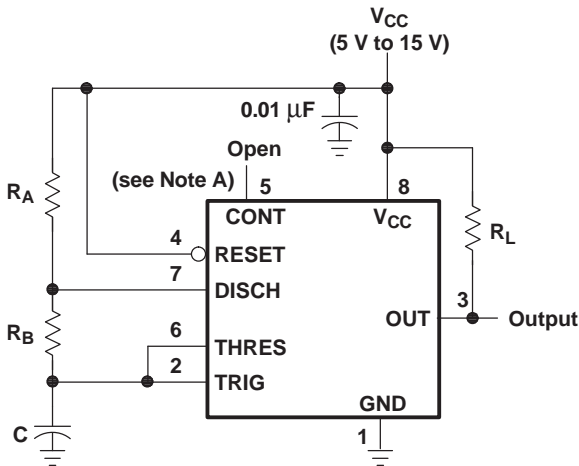 VCC
(5 V to 15 V)
0.01 μF
Open
(see Note A)
5
8
RA
CONT
VCC
RL
4
RESET
7
DISCH
3
OUT
Output
RB
6
THRES
2
TRIG
GND
C
1